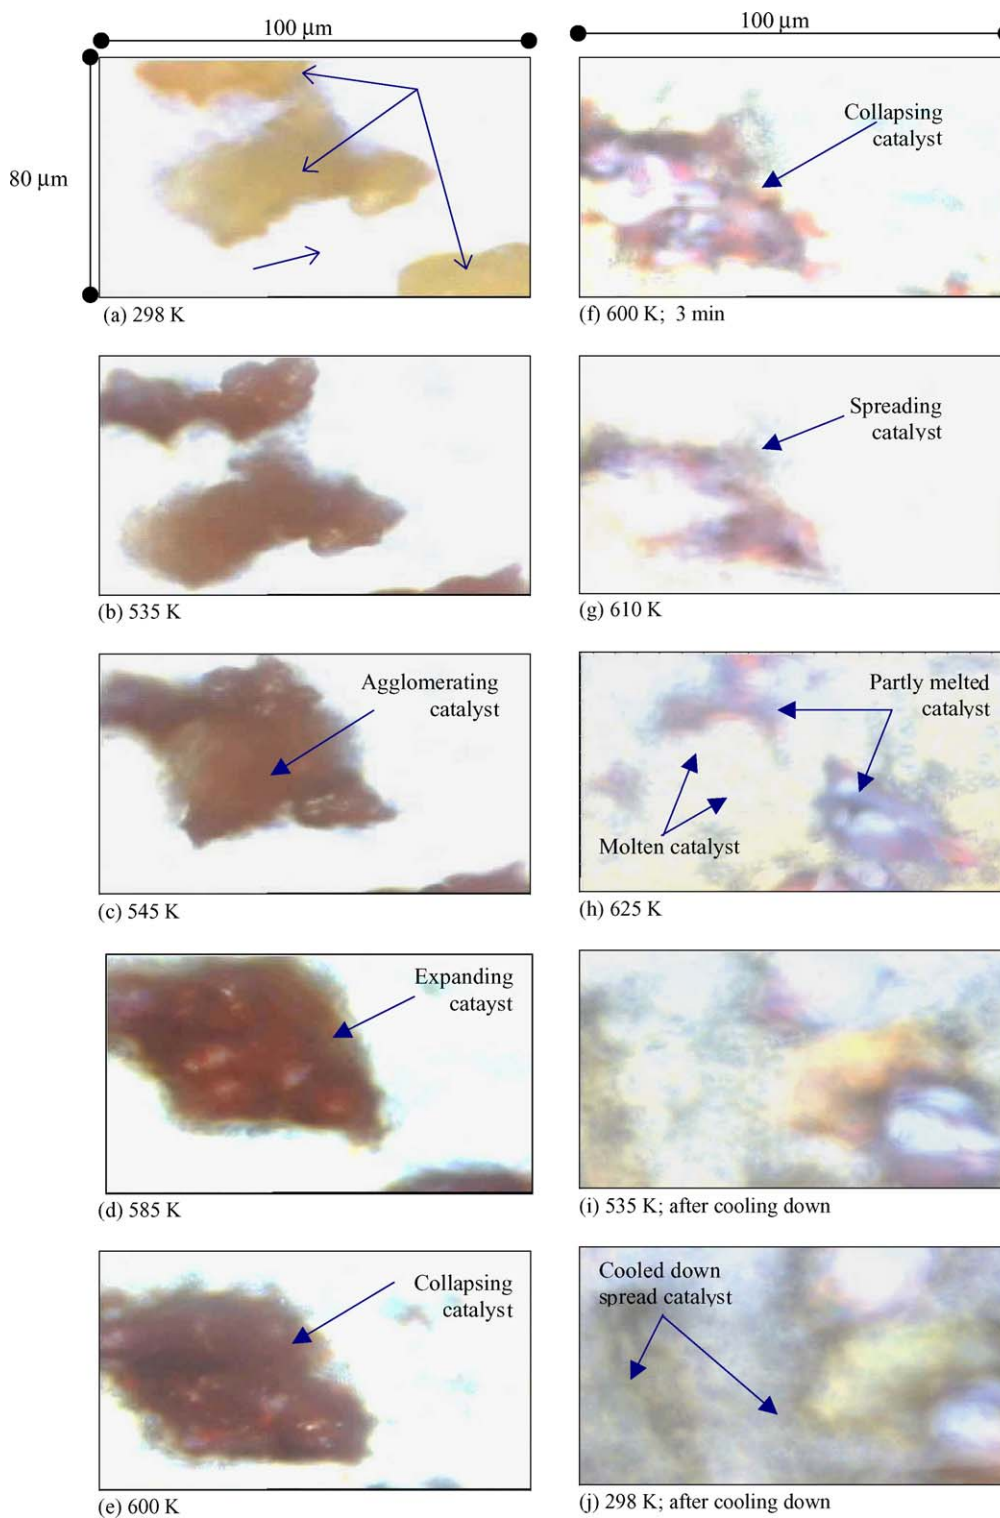 100 μm
100 μm
80 μm
(a) 298 K
Collapsing
catalyst
(f) 600 K; 3 min
(b) 535 K
Spreading
catalyst
(g) 610 K
Agglomerating
catalyst
(c) 545 K
Partly melted
catalyst
Molten catalyst
(h) 625 K
Expanding
catayst
(d) 585 K
(i) 535 K; after cooling down
Collapsing
catalyst
(e) 600 K
Cooled down
spread catalyst
(j) 298 K; after cooling down